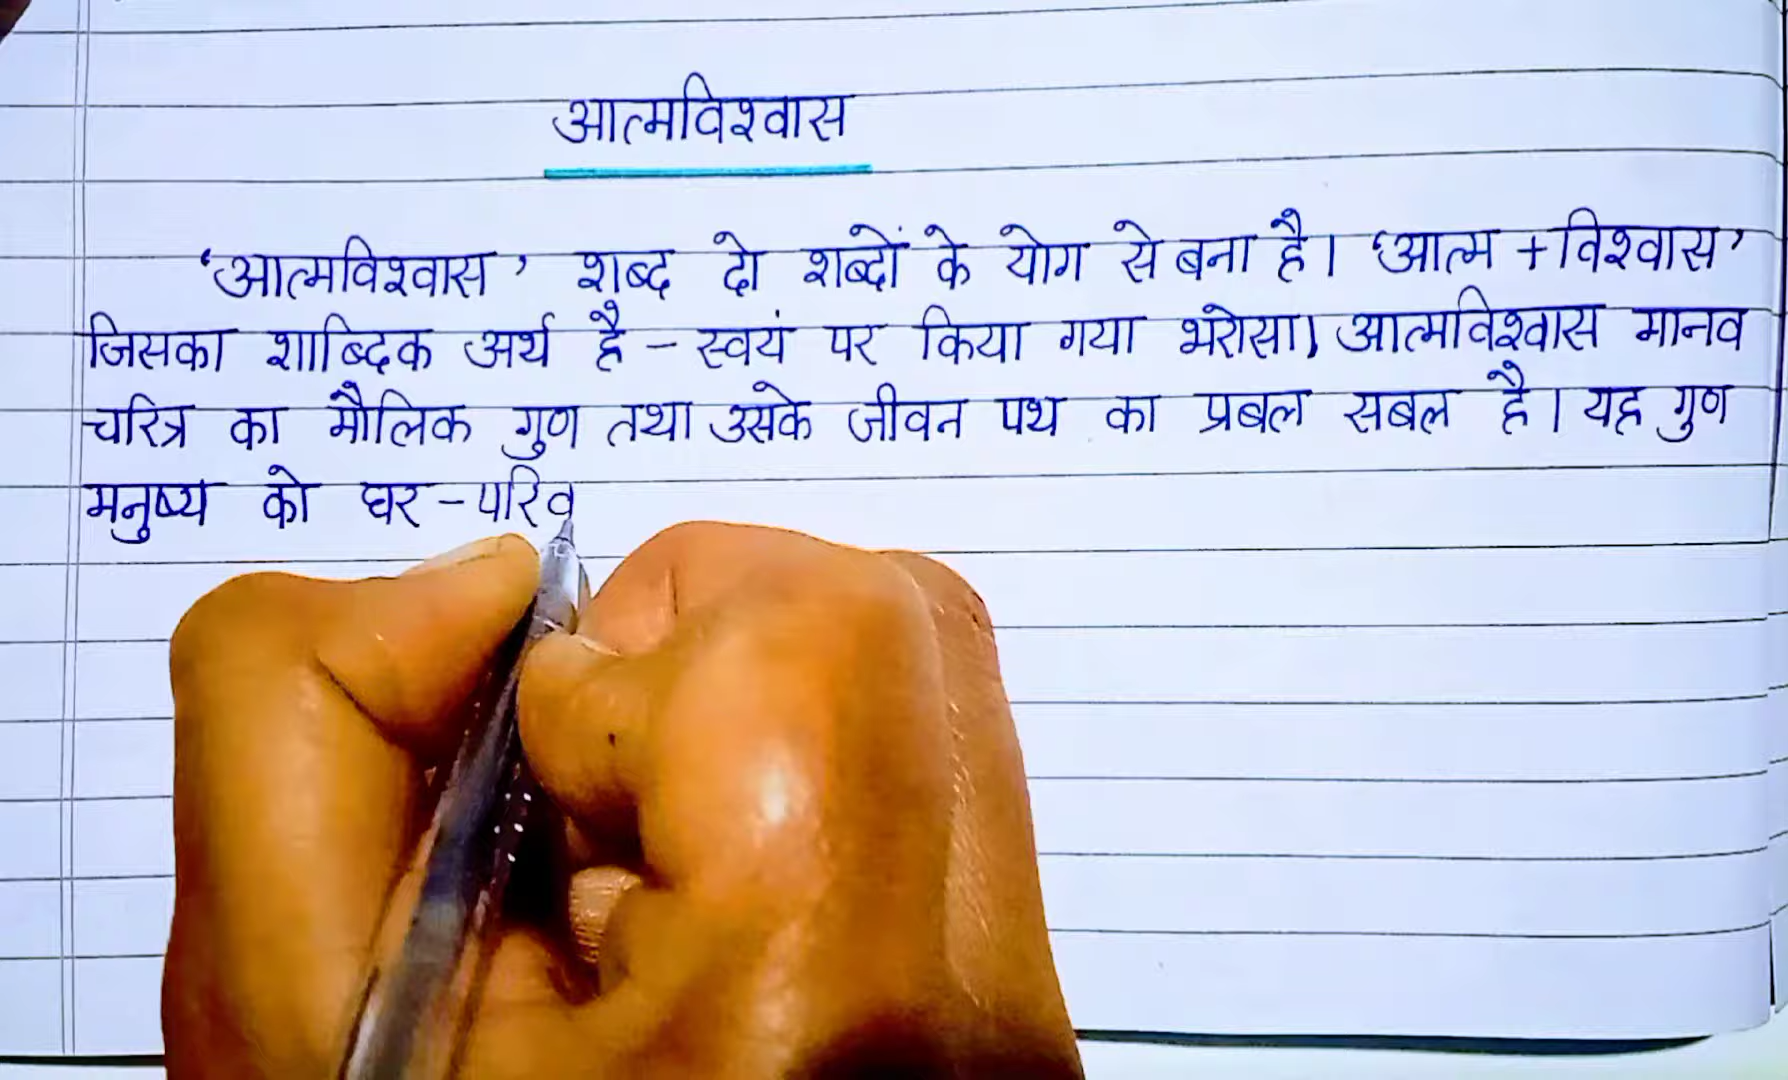 आत्मविश्वास
‘आत्मविश्वास’ शब्द दो शब्दों के योग से बना है। ‘आत्म + विश्वास’
जिसका शाब्दिक अर्थ है – स्वयं पर किया गया भरोसा। आत्मविश्वास मानव
चरित्र का मौलिक गुण तथा उसके जीवन पथ का प्रबल सबल है। यह गुण
मनुष्य को घर – परिव